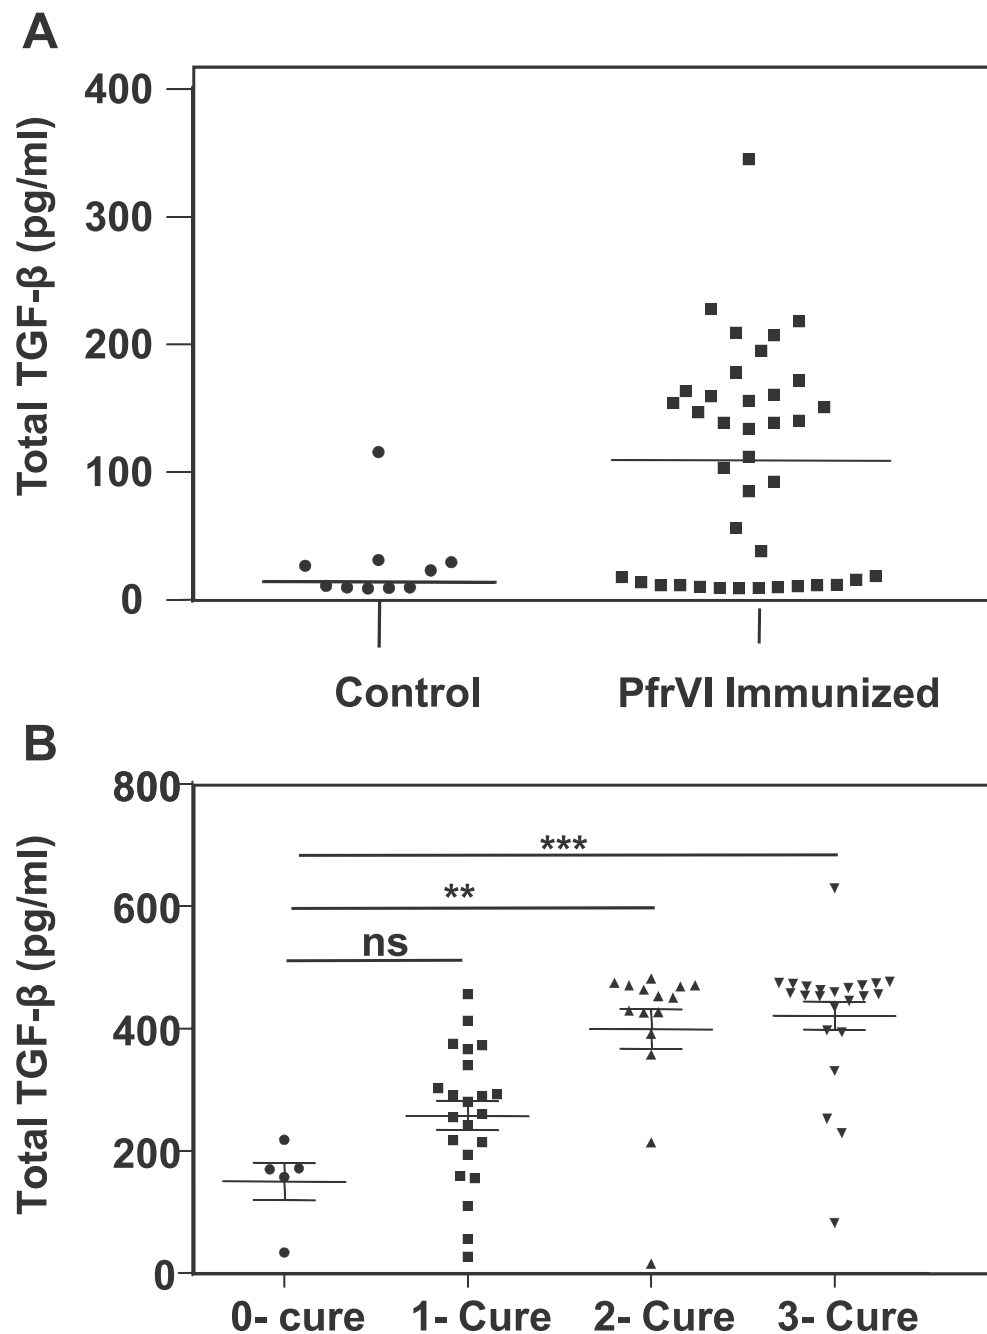 A
Total TGF-β (pg/ml)
400
300
200
100
0
Control PfrVI Immunized
B
Total TGF-β (pg/ml)
800
600
400
200
0
***
**
ns
0- cure 1- Cure 2- Cure 3- Cure